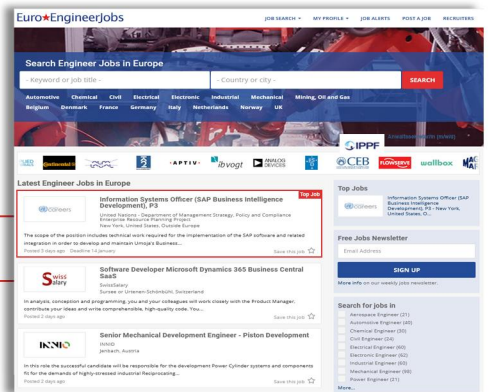 Euro★EngineerJobs
JOB SEARCH
MY PROFILE
JOB ALERTS
POST A JOB
RECRUITERS
Search Engineer Jobs in Europe
- Keyword or job title -
- Country or city -
SEARCH
Automotive Chemical Civil Electrical Electronic Industrial Mechanical Mining, Oil and Gas
Belgium Denmark France Germany Italy Netherlands Norway UK
IPPF
Continental
· APTIV ·
ibvogt
ANALOG
DEVICES
CEB
FLOWSERVE
wallbox
Latest Engineer Jobs in Europe
Top Job
Information Systems Officer (SAP Business Intelligence
Development), P3
United Nations - Department of Management Strategy, Policy and Compliance
Enterprise Resource Planning Project
New York, United States, Outside Europe
The scope of the position includes technical work required for the implementation of the SAP software and related
integration in order to develop and maintain Umoja's Business...
Posted 3 days ago Deadline 14 January
Save this job
Swiss
Salary
Software Developer Microsoft Dynamics 365 Business Central
SaaS
SwissSalary
Sursee or Urtenen-Schönbühl, Switzerland
In analysis, conception and programming, you and your colleagues will work closely with the Product Manager,
contribute your ideas and write comprehensible, high-quality code. You...
Posted 2 days ago
Save this job
INNIO
Senior Mechanical Development Engineer - Piston Development
INNIO
Jenbach, Austria
In this role the successful candidate will be responsible for the development Power Cylinder systems and components
fit for the demands of highly-stressed industrial Reciprocating...
Posted 2 days ago
Save this job
Top Jobs
Information Systems Officer (SAP
Business Intelligence
Development), P3 - New York,
United States, O...
Free Jobs Newsletter
Email Address
SIGN UP
More info on our weekly jobs newsletter.
Search for jobs in
Aerospace Engineer (21)
Automotive Engineer (40)
Chemical Engineer (30)
Civil Engineer (24)
Electrical Engineer (60)
Electronic Engineer (62)
Industrial Engineer (60)
Mechanical Engineer (98)
Power Engineer (21)
More...